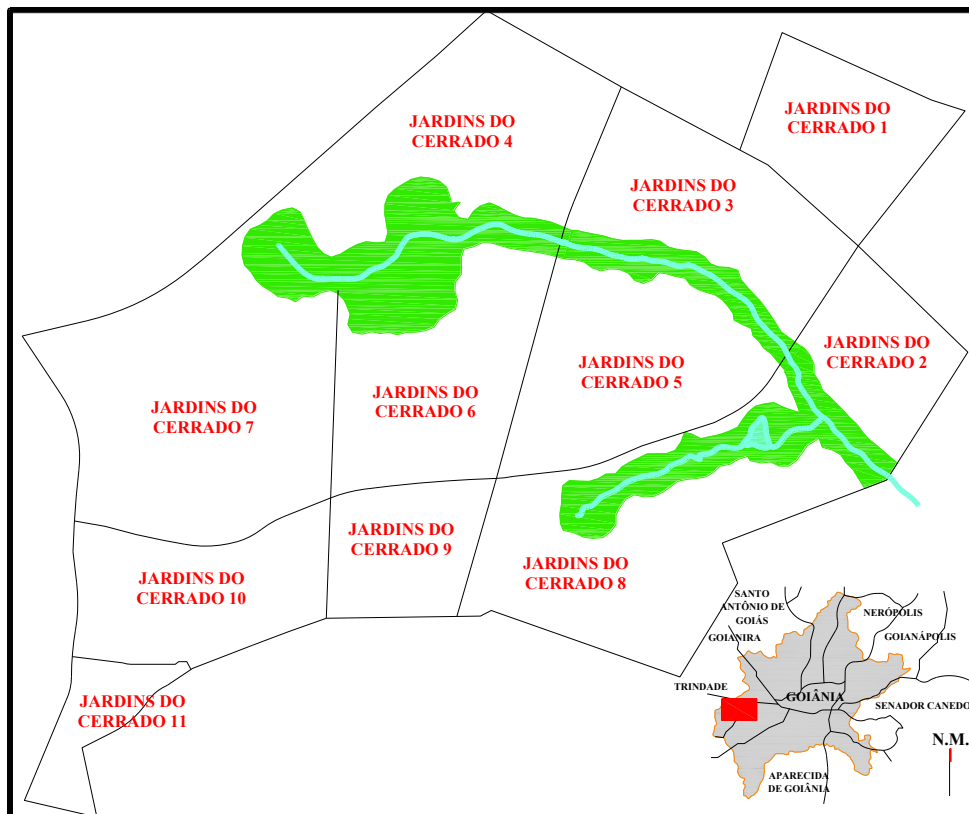 JARDINS DO
CERRADO 1
JARDINS DO
CERRADO 4
JARDINS DO
CERRADO 3
JARDINS DO
CERRADO 2
JARDINS DO
CERRADO 5
JARDINS DO
CERRADO 6
JARDINS DO
CERRADO 7
JARDINS DO
CERRADO 9
JARDINS DO
CERRADO 8
JARDINS DO
CERRADO 10
JARDINS DO
CERRADO 11
SANTO
ANTÔNIO DE
GOIÁS
NERÓPOLIS
GOIANIRA
GOIANÁPOLIS
TRINDADE
GOIÂNIA
SENADOR CANEDO
N.M.
APARECIDA
DE GOIÂNIA